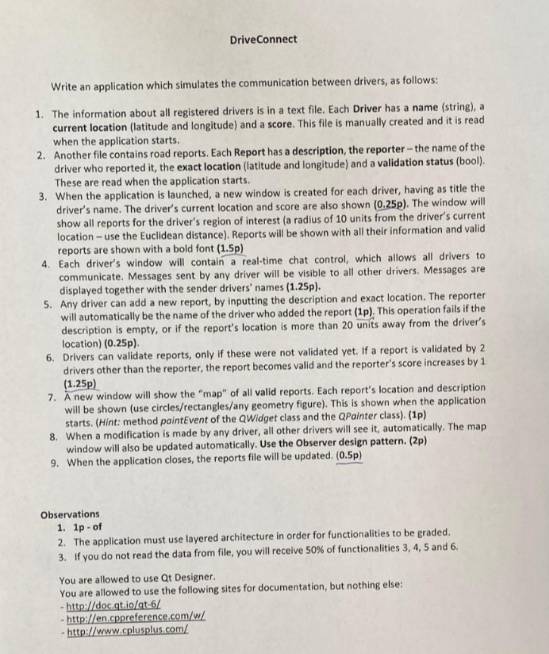 DriveConnect
Write an application which simulates the communication between drivers, as follows:
1. The information about all registered drivers is in a text file. Each Driver has a name (string), a
current location (latitude and longitude) and a score. This file is manually created and it is read
when the application starts.
2. Another file contains road reports. Each Report has a description, the reporter – the name of the
driver who reported it, the exact location (latitude and longitude) and a validation status (bool).
These are read when the application starts.
3. When the application is launched, a new window is created for each driver, having as title the
driver's name. The driver's current location and score are also shown (0.25p). The window will
show all reports for the driver's region of interest (a radius of 10 units from the driver's current
location – use the Euclidean distance). Reports will be shown with all their information and valid
reports are shown with a bold font (1.5p)
4. Each driver's window will contain a real-time chat control, which allows all drivers to
communicate. Messages sent by any driver will be visible to all other drivers. Messages are
displayed together with the sender drivers' names (1.25p).
5. Any driver can add a new report, by inputting the description and exact location. The reporter
will automatically be the name of the driver who added the report (1p). This operation fails if the
description is empty, or if the report's location is more than 20 units away from the driver's
location) (0.25p).
6. Drivers can validate reports, only if these were not validated yet. If a report is validated by 2
drivers other than the reporter, the report becomes valid and the reporter's score increases by 1
(1.25p)
7. A new window will show the "map" of all valid reports. Each report's location and description
will be shown (use circles/rectangles/any geometry figure). This is shown when the application
starts. (Hint: method paintEvent of the QWidget class and the QPainter class). (1p)
8. When a modification is made by any driver, all other drivers will see it, automatically. The map
window will also be updated automatically. Use the Observer design pattern. (2p)
9. When the application closes, the reports file will be updated. (0.5p)
Observations
1. 1p - of
2. The application must use layered architecture in order for functionalities to be graded.
3. If you do not read the data from file, you will receive 50% of functionalities 3, 4, 5 and 6.
You are allowed to use Qt Designer.
You are allowed to use the following sites for documentation, but nothing else:
- http://doc.qt.io/qt-6/
- http://en.cppreference.com/w/
- http://www.cplusplus.com/